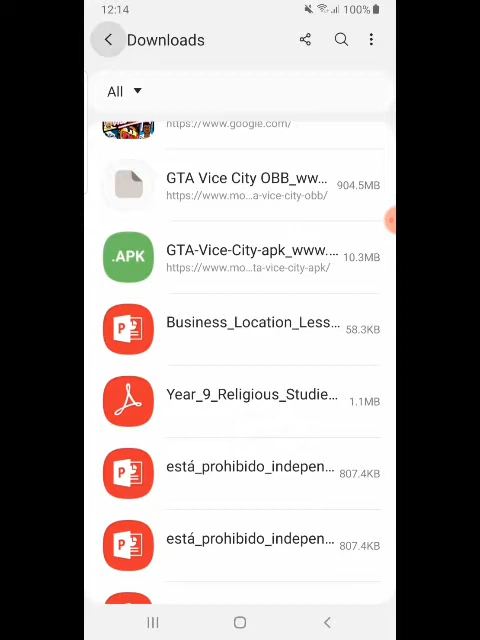 12:14
100%
Downloads
All
https://www.google.com/
GTA Vice City OBB_ww...
904.5MB
https://www.mo...a-vice-city-obb/
.APK
GTA-Vice-City-apk_www....
10.3MB
https://www.mo...ta-vice-city-apk/
P
Business_Location_Less...
58.3KB
Year_9_Religious_Studie...
1.1MB
P
está_prohibido_indepen...
807.4KB
P
está_prohibido_indepen...
807.4KB